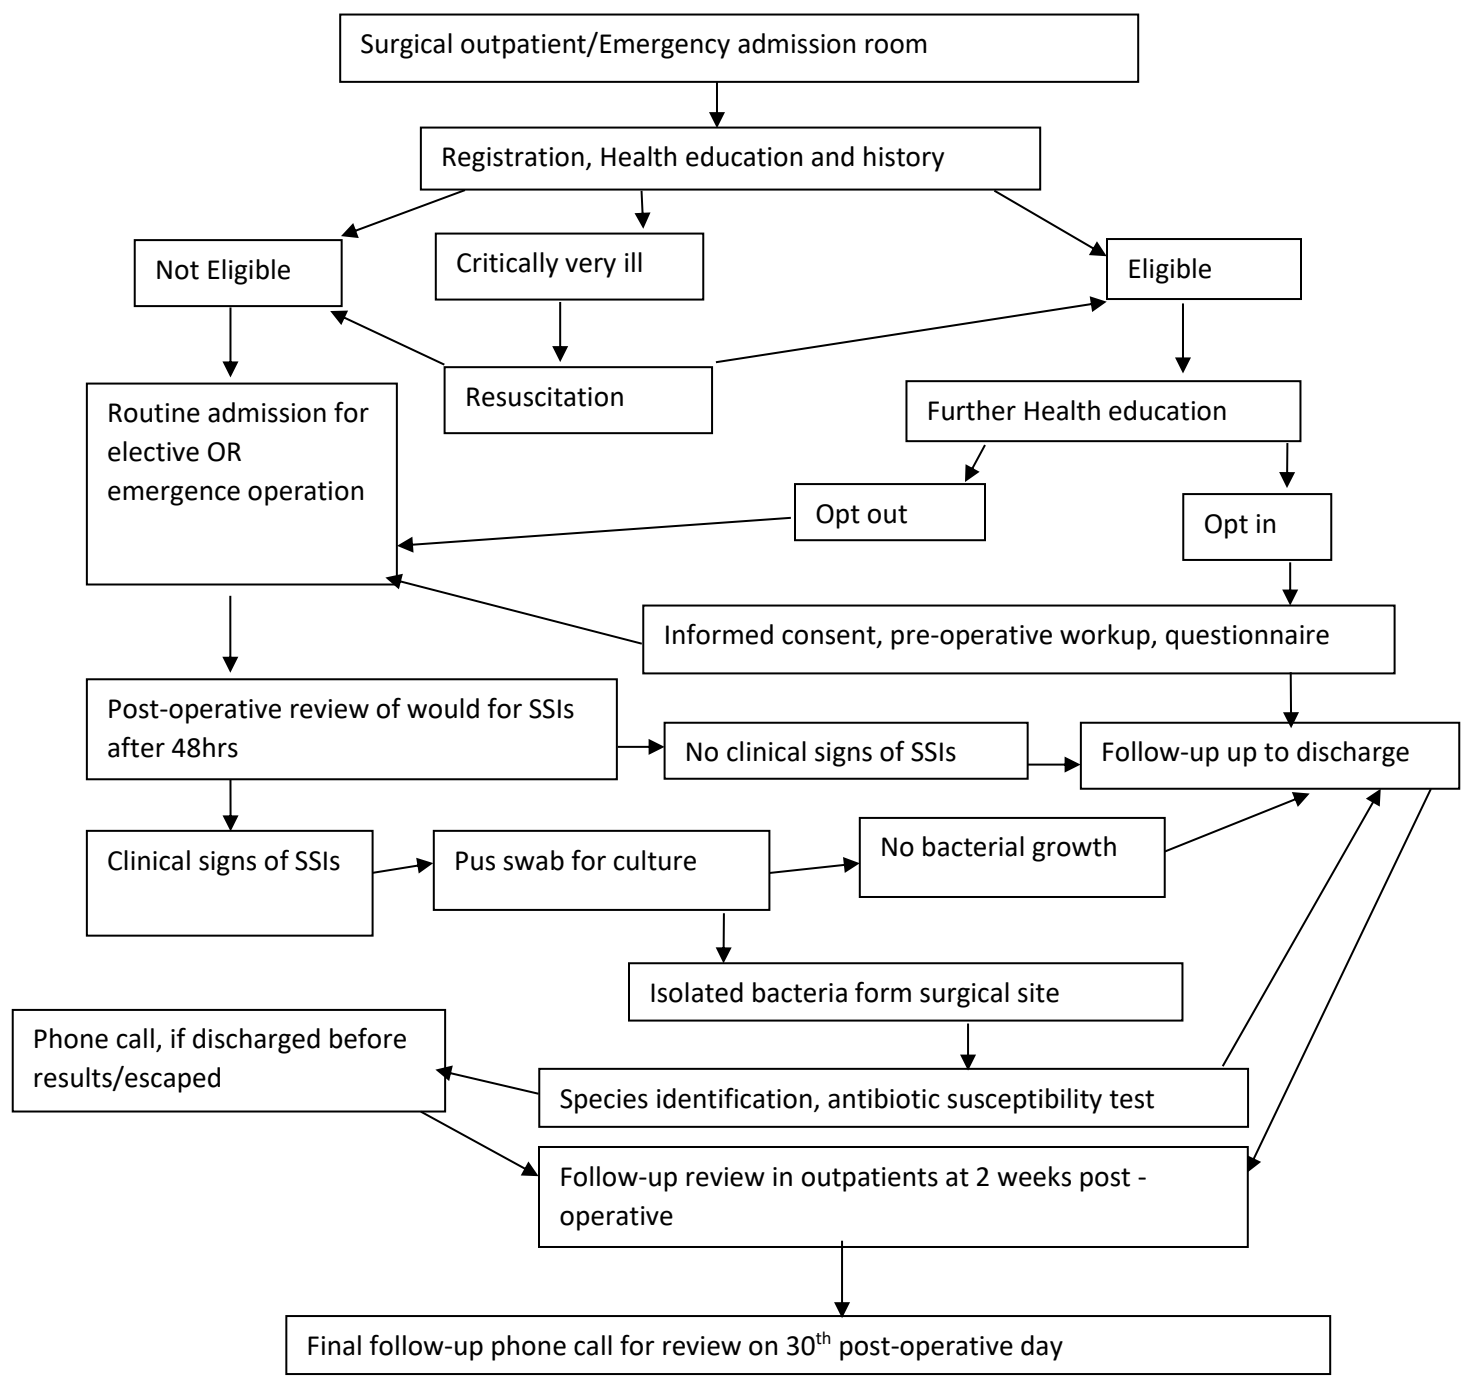 Surgical outpatient/Emergency admission room
Registration, Health education and history
Not Eligible
Critically very ill
Eligible
Resuscitation
Routine admission for
elective OR
emergence operation
Further Health education
Opt out
Opt in
Informed consent, pre-operative workup, questionnaire
Post-operative review of would for SSIs
after 48hrs
No clinical signs of SSIs
Follow-up up to discharge
Clinical signs of SSIs
Pus swab for culture
No bacterial growth
Isolated bacteria form surgical site
Phone call, if discharged before
results/escaped
Species identification, antibiotic susceptibility test
Follow-up review in outpatients at 2 weeks post -
operative
Final follow-up phone call for review on 30th post-operative day